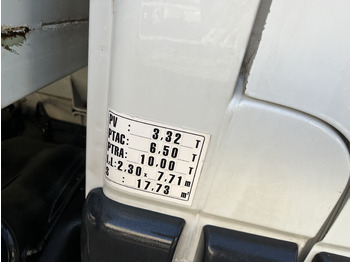 PV : 3,32 T
PTAC: 6,50 T
PTRA: 10,00 T
L.l.:2,30 x 7,71 m
S : 17,73 m²